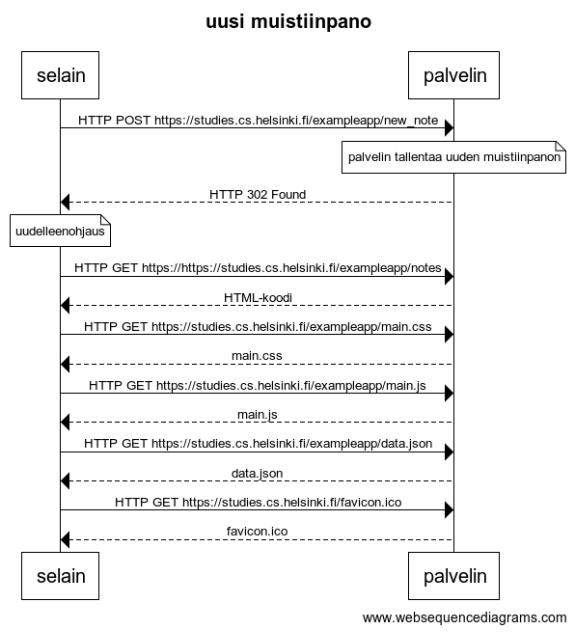 uusi muistiinpano
selain
palvelin
HTTP POST https://studies.cs.helsinki.fi/exampleapp/new_note
palvelin tallentaa uuden muistiinpanon
HTTP 302 Found
uudelleenohjaus
HTTP GET https://https://studies.cs.helsinki.fi/exampleapp/notes
HTML-koodi
HTTP GET https://studies.cs.helsinki.fi/exampleapp/main.css
main.css
HTTP GET https://studies.cs.helsinki.fi/exampleapp/main.js
main.js
HTTP GET https://studies.cs.helsinki.fi/exampleapp/data.json
data.json
HTTP GET https://studies.cs.helsinki.fi/favicon.ico
favicon.ico
selain
palvelin
www.websequencediagrams.com